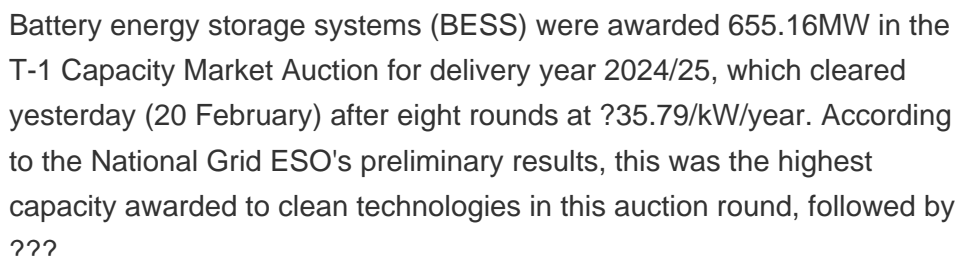 Battery energy storage systems (BESS) were awarded 655.16MW in the
T-1 Capacity Market Auction for delivery year 2024/25, which cleared
yesterday (20 February) after eight rounds at ?35.79/kW/year. According
to the National Grid ESO's preliminary results, this was the highest
capacity awarded to clean technologies in this auction round, followed by
???